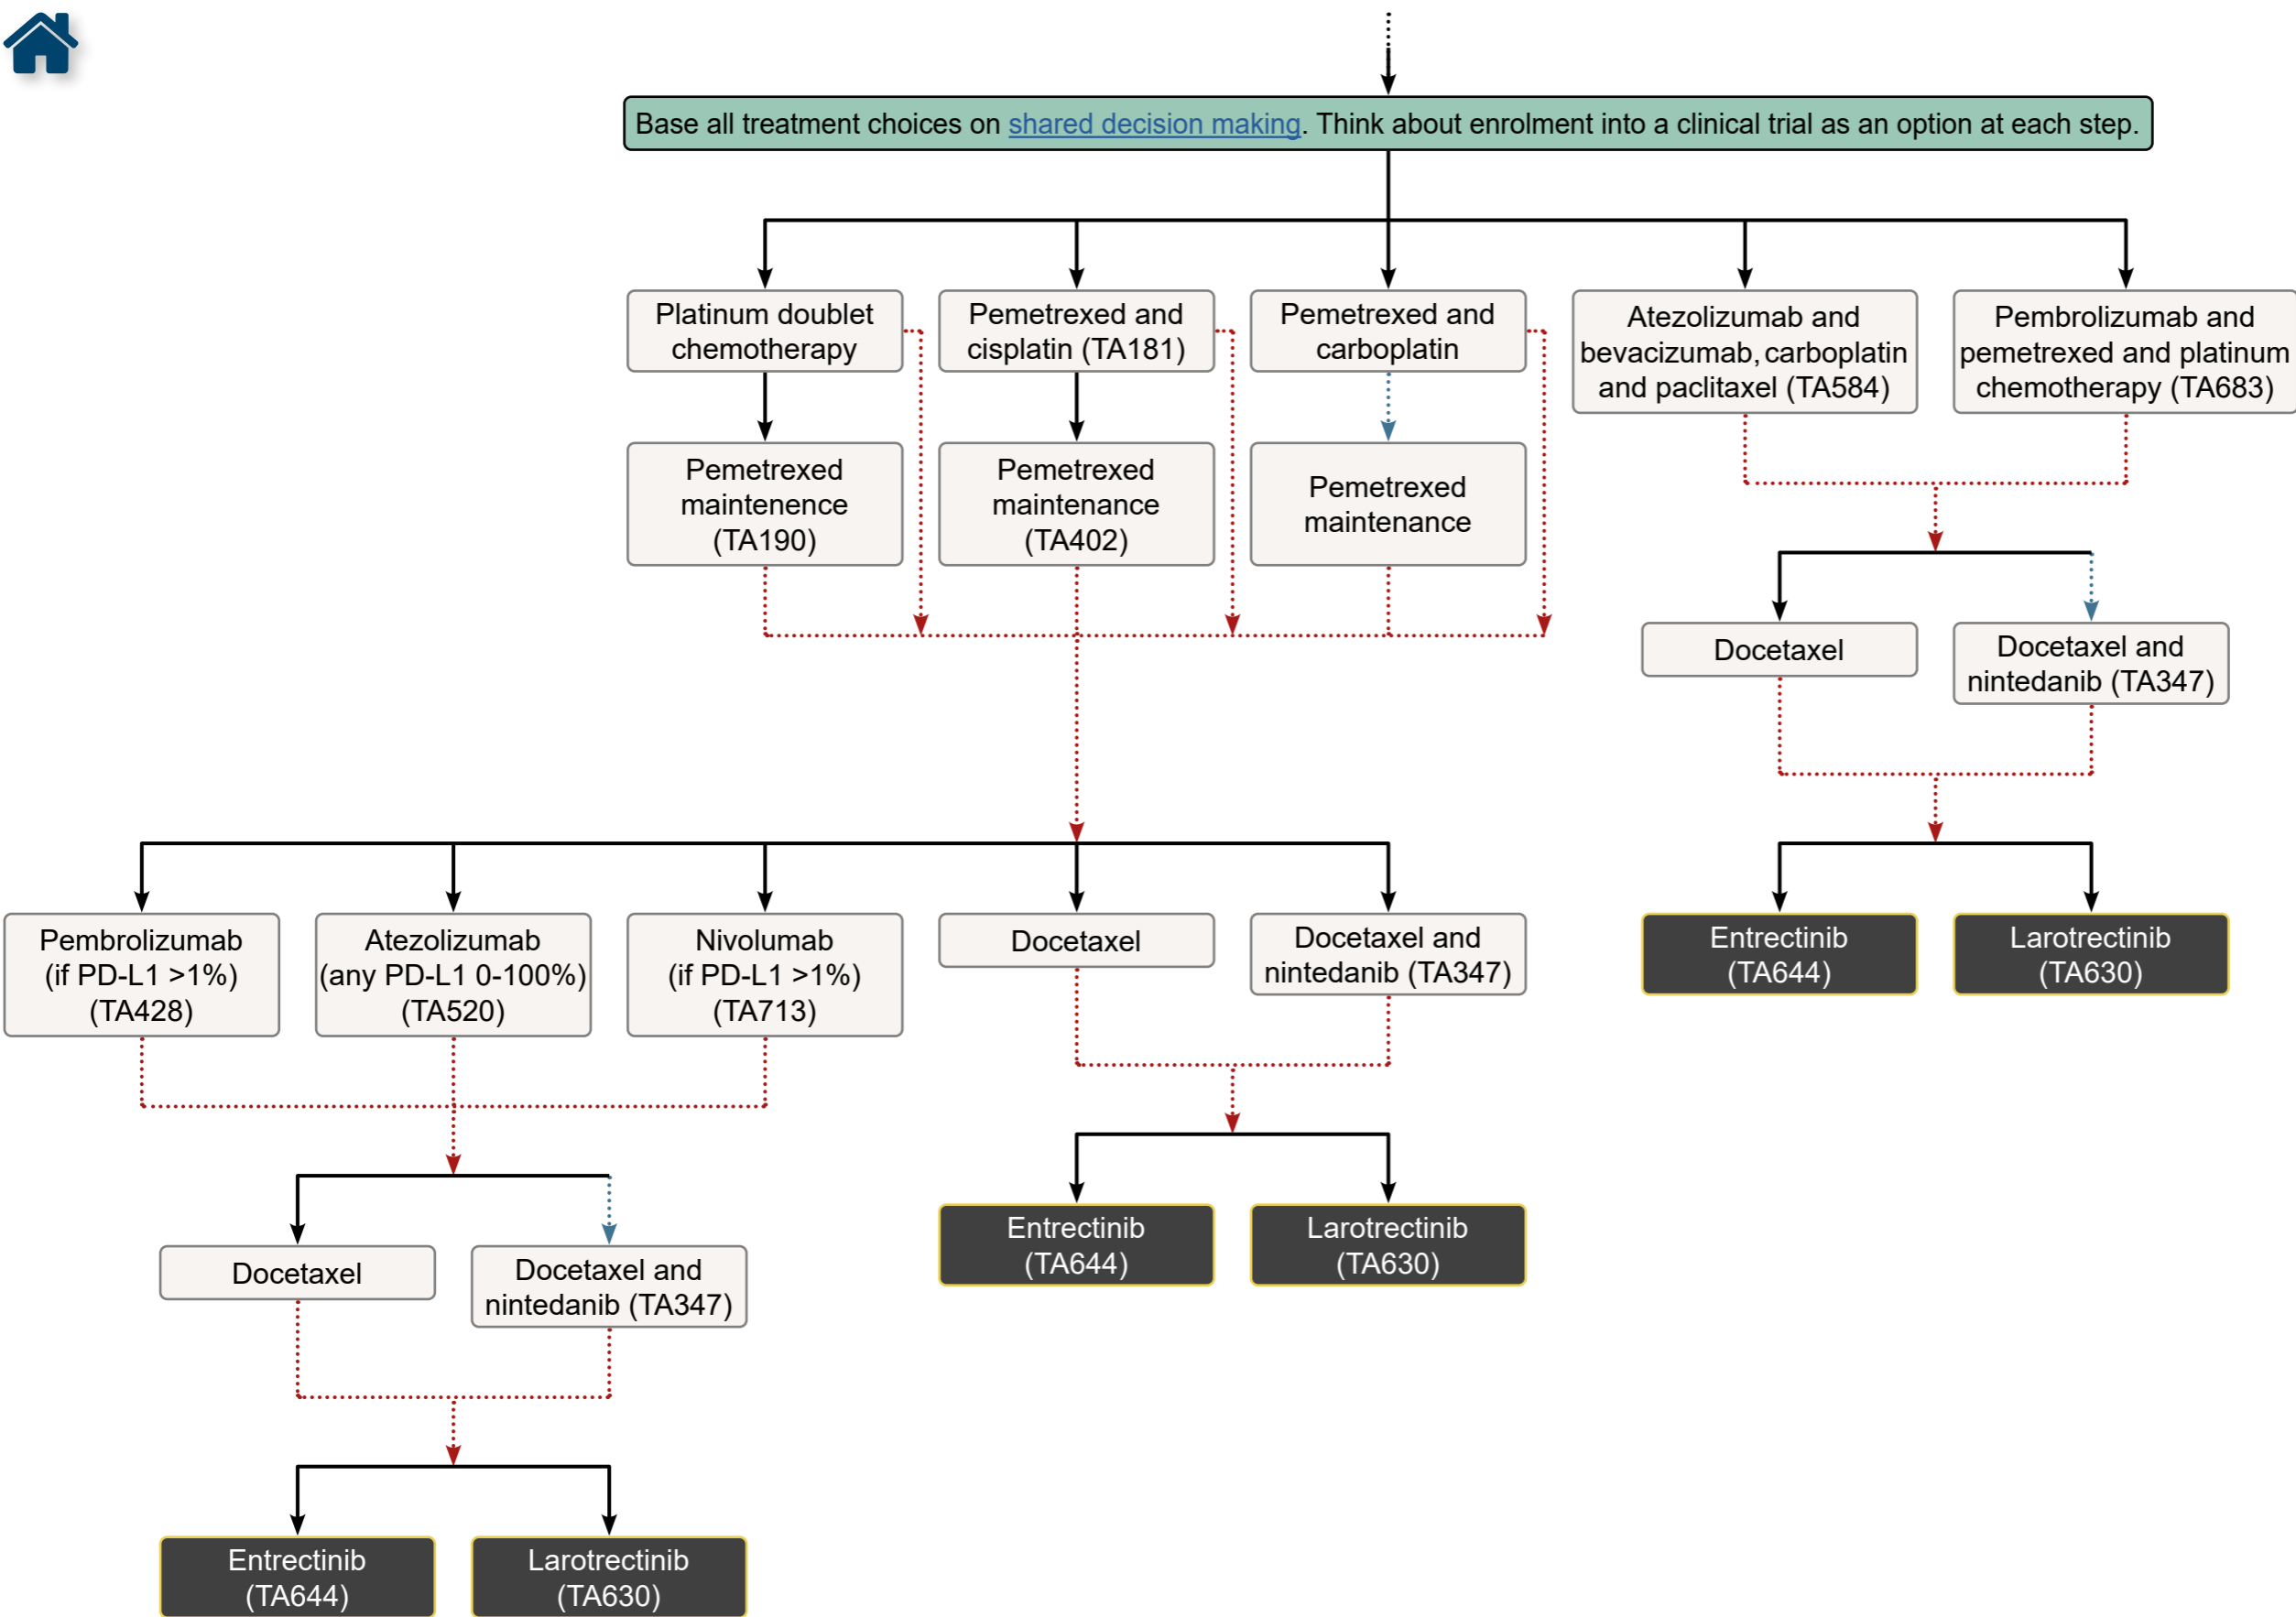 Base all treatment choices on shared decision making. Think about enrolment into a clinical trial as an option at each step.
Platinum doublet
chemotherapy
Pemetrexed and
cisplatin (TA181)
Pemetrexed and
carboplatin
Atezolizumab and
bevacizumab, carboplatin
and paclitaxel (TA584)
Pembrolizumab and
pemetrexed and platinum
chemotherapy (TA683)
Pemetrexed
maintenence
(TA190)
Pemetrexed
maintenance
(TA402)
Pemetrexed
maintenance
Docetaxel
Docetaxel and
nintedanib (TA347)
Pembrolizumab
(if PD-L1 >1%)
(TA428)
Atezolizumab
(any PD-L1 0-100%)
(TA520)
Nivolumab
(if PD-L1 >1%)
(TA713)
Docetaxel
Docetaxel and
nintedanib (TA347)
Entrectinib
(TA644)
Larotrectinib
(TA630)
Docetaxel
Docetaxel and
nintedanib (TA347)
Entrectinib
(TA644)
Larotrectinib
(TA630)
Entrectinib
(TA644)
Larotrectinib
(TA630)